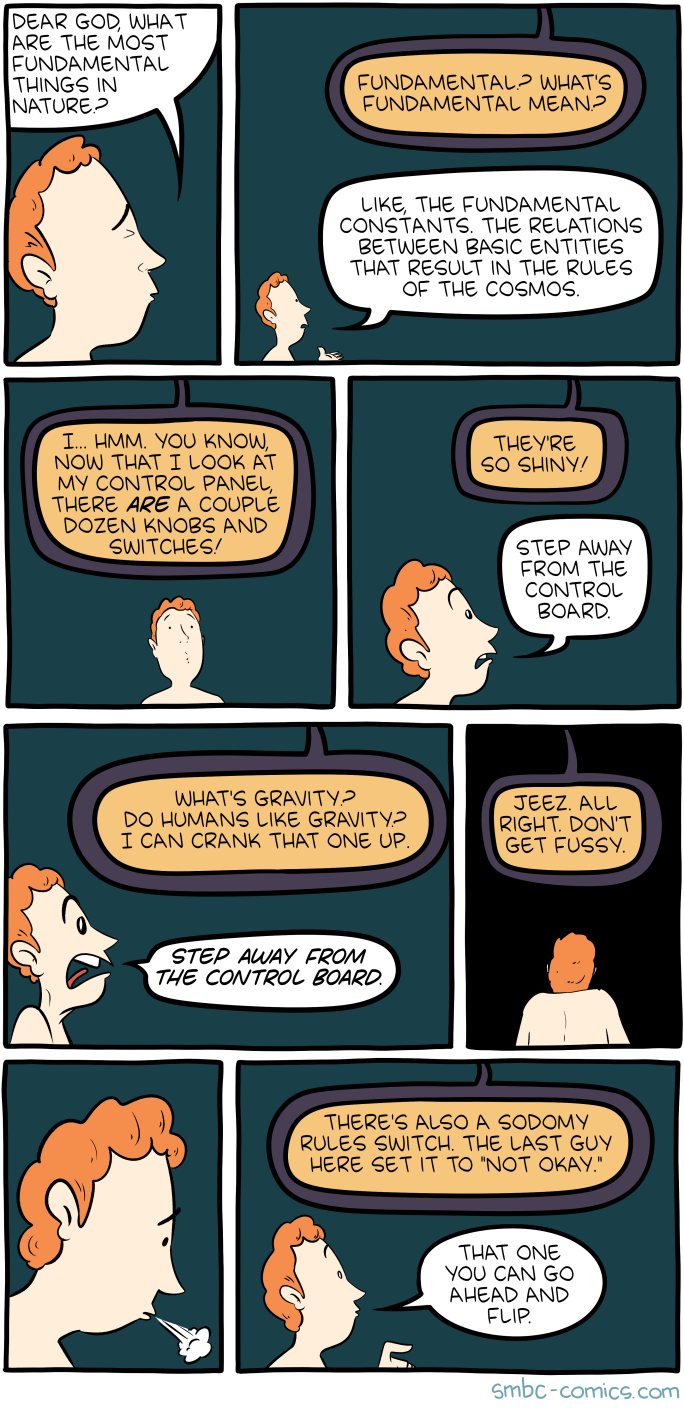 DEAR GOD, WHAT
ARE THE MOST
FUNDAMENTAL
THINGS IN
NATURE?
FUNDAMENTAL? WHAT'S
FUNDAMENTAL MEAN?
LIKE, THE FUNDAMENTAL
CONSTANTS. THE RELATIONS
BETWEEN BASIC ENTITIES
THAT RESULT IN THE RULES
OF THE COSMOS.
I... HMM. YOU KNOW,
NOW THAT I LOOK AT
MY CONTROL PANEL,
THERE ARE A COUPLE
DOZEN KNOBS AND
SWITCHES!
THEY'RE
SO SHINY!
STEP AWAY
FROM THE
CONTROL
BOARD.
WHAT'S GRAVITY?
DO HUMANS LIKE GRAVITY?
I CAN CRANK THAT ONE UP.
STEP AWAY FROM
THE CONTROL BOARD.
JEEZ. ALL
RIGHT. DON'T
GET FUSSY.
THERE'S ALSO A SODOMY
RULES SWITCH. THE LAST GUY
HERE SET IT TO "NOT OKAY."
THAT ONE
YOU CAN GO
AHEAD AND
FLIP.
smbc-comics.com